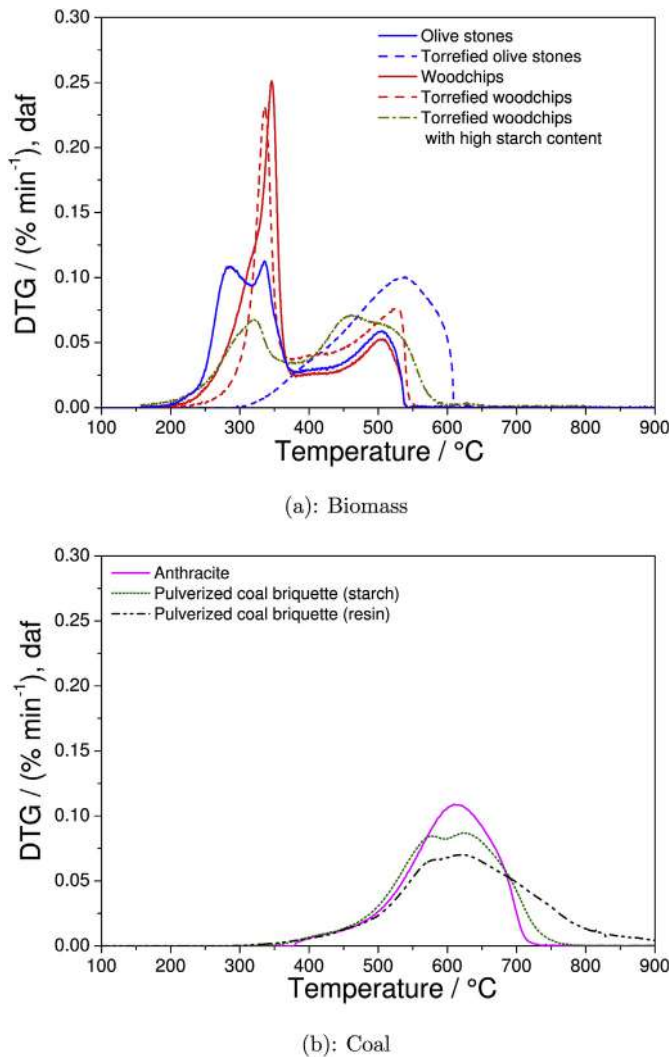 Olive stones
Torrefied olive stones
Woodchips
Torrefied woodchips
Torrefied woodchips
with high starch content
DTG / (% min⁻¹), daf
0.30
0.25
0.20
0.15
0.10
0.05
0.00
100 200 300 400 500 600 700 800 900
Temperature / °C
(a): Biomass
Anthracite
Pulverized coal briquette (starch)
Pulverized coal briquette (resin)
DTG / (% min⁻¹), daf
0.30
0.25
0.20
0.15
0.10
0.05
0.00
100 200 300 400 500 600 700 800 900
Temperature / °C
(b): Coal